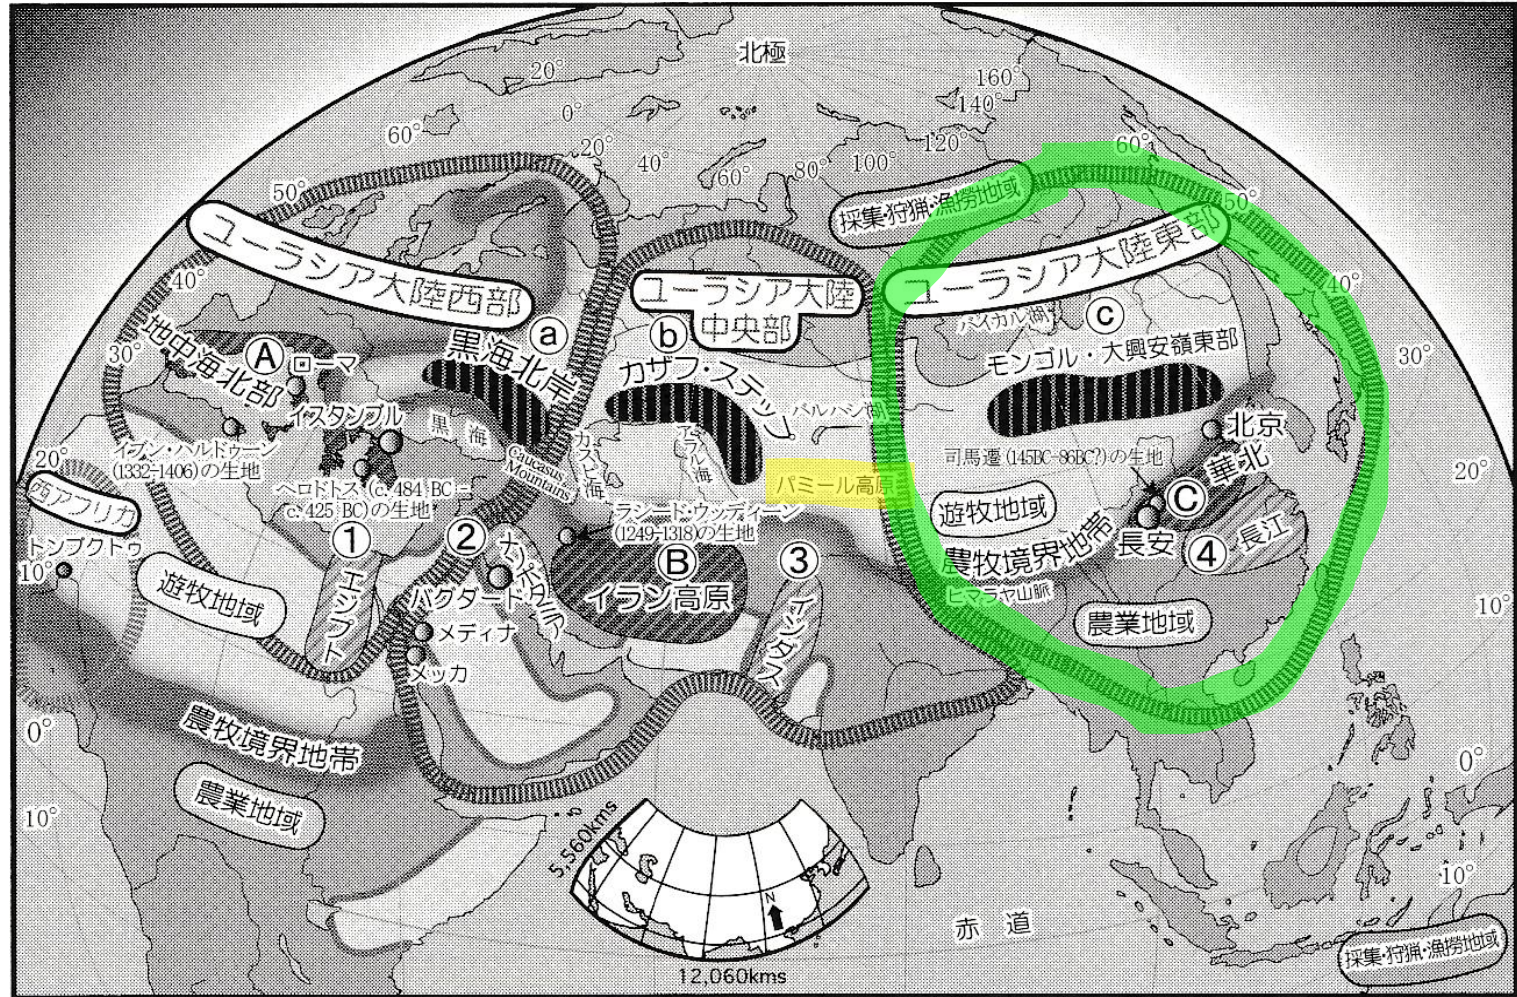 北極
20°
160°
0°
140°
60°
20°
40°
60°
80°
100°
120°
60°
50°
採集・狩猟・漁撈地域
50°
ユーラシア大陸西部
ユーラシア大陸
中央部
ユーラシア大陸東部
40°
40°
ⓐ
黒海北岸
ⓑ
カザフ・ステップ
バイカル湖
ⓒ
モンゴル・大興安嶺東部
30°
地中海北部
Ⓐ
ローマ
30°
イスタンブル
黒海
カスピ海
アラル海
バルハシ湖
北京
イブン・ハルドゥーン
(1332-1406)の生地
Caucasus
Mountains
司馬遷(145BC-86BC?)の生地
華北
20°
20°
西アフリカ
ヘロドトス(c. 484 BC =
c. 425 BC)の生地
パミール高原
遊牧地域
Ⓒ
ラシード・ウッディーン
(1249-1318)の生地
トンブクトゥ
10°
①
エジプト
②
Ⓑ
イラン高原
③
インダス
農牧境界地帯
長安
④
長江
遊牧地域
バグダード
メディナ
メッカ
ヒマラヤ山脈
農業地域
10°
0°
農牧境界地帯
0°
農業地域
10°
5,560kms
N
12,060kms
赤道
10°
採集・狩猟・漁撈地域